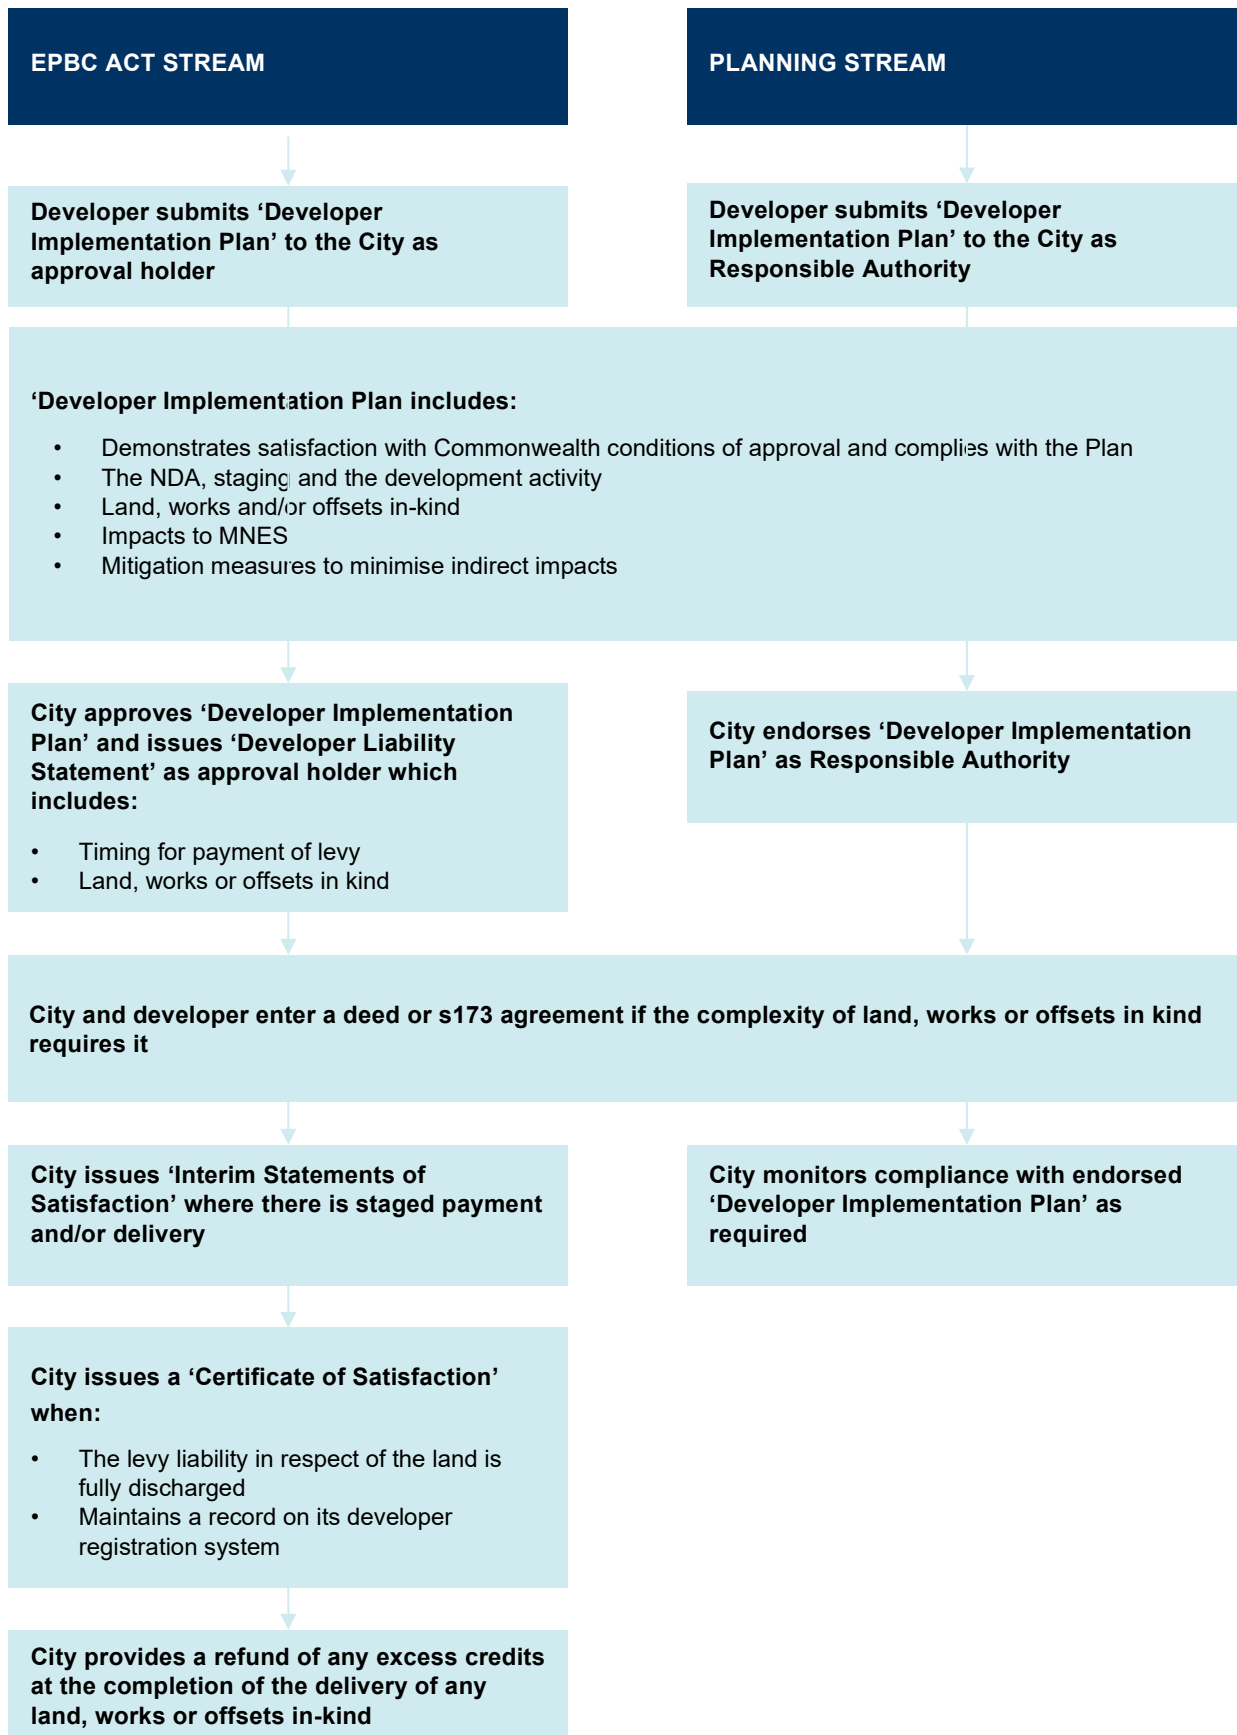 EPBC ACT STREAM
PLANNING STREAM
Developer submits ‘Developer
Implementation Plan’ to the City as
approval holder
Developer submits ‘Developer
Implementation Plan’ to the City as
Responsible Authority
‘Developer Implementation Plan includes:
• Demonstrates satisfaction with Commonwealth conditions of approval and complies with the Plan
• The NDA, staging and the development activity
• Land, works and/or offsets in-kind
• Impacts to MNES
• Mitigation measures to minimise indirect impacts
City approves ‘Developer Implementation
Plan’ and issues ‘Developer Liability
Statement’ as approval holder which
includes:
• Timing for payment of levy
• Land, works or offsets in kind
City endorses ‘Developer Implementation
Plan’ as Responsible Authority
City and developer enter a deed or s173 agreement if the complexity of land, works or offsets in kind
requires it
City issues ‘Interim Statements of
Satisfaction’ where there is staged payment
and/or delivery
City monitors compliance with endorsed
‘Developer Implementation Plan’ as
required
City issues a ‘Certificate of Satisfaction’
when:
• The levy liability in respect of the land is
fully discharged
• Maintains a record on its developer
registration system
City provides a refund of any excess credits
at the completion of the delivery of any
land, works or offsets in-kind